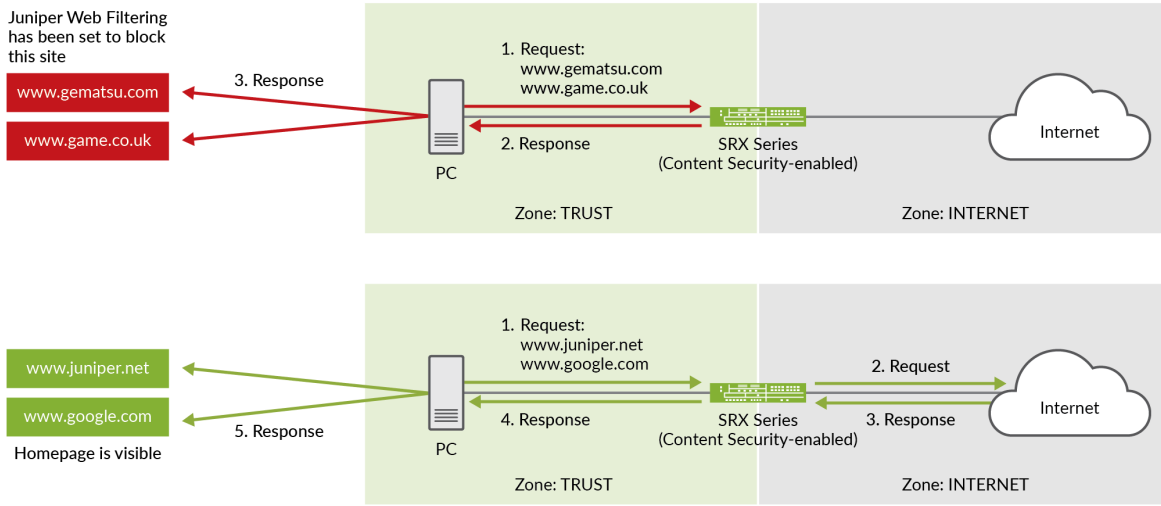 Juniper Web Filtering
has been set to block
this site
www.gematsu.com
www.game.co.uk
3. Response
1. Request:
www.gematsu.com
www.game.co.uk
2. Response
PC
SRX Series
(Content Security-enabled)
Internet
Zone: TRUST
Zone: INTERNET
www.juniper.net
www.google.com
Homepage is visible
5. Response
1. Request:
www.juniper.net
www.google.com
4. Response
PC
SRX Series
(Content Security-enabled)
2. Request
3. Response
Internet
Zone: TRUST
Zone: INTERNET